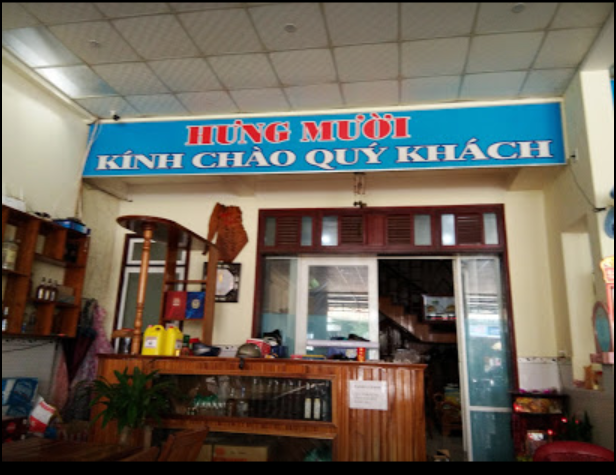 HƯNG MƯỜI
KÍNH CHÀO QUÝ KHÁCH